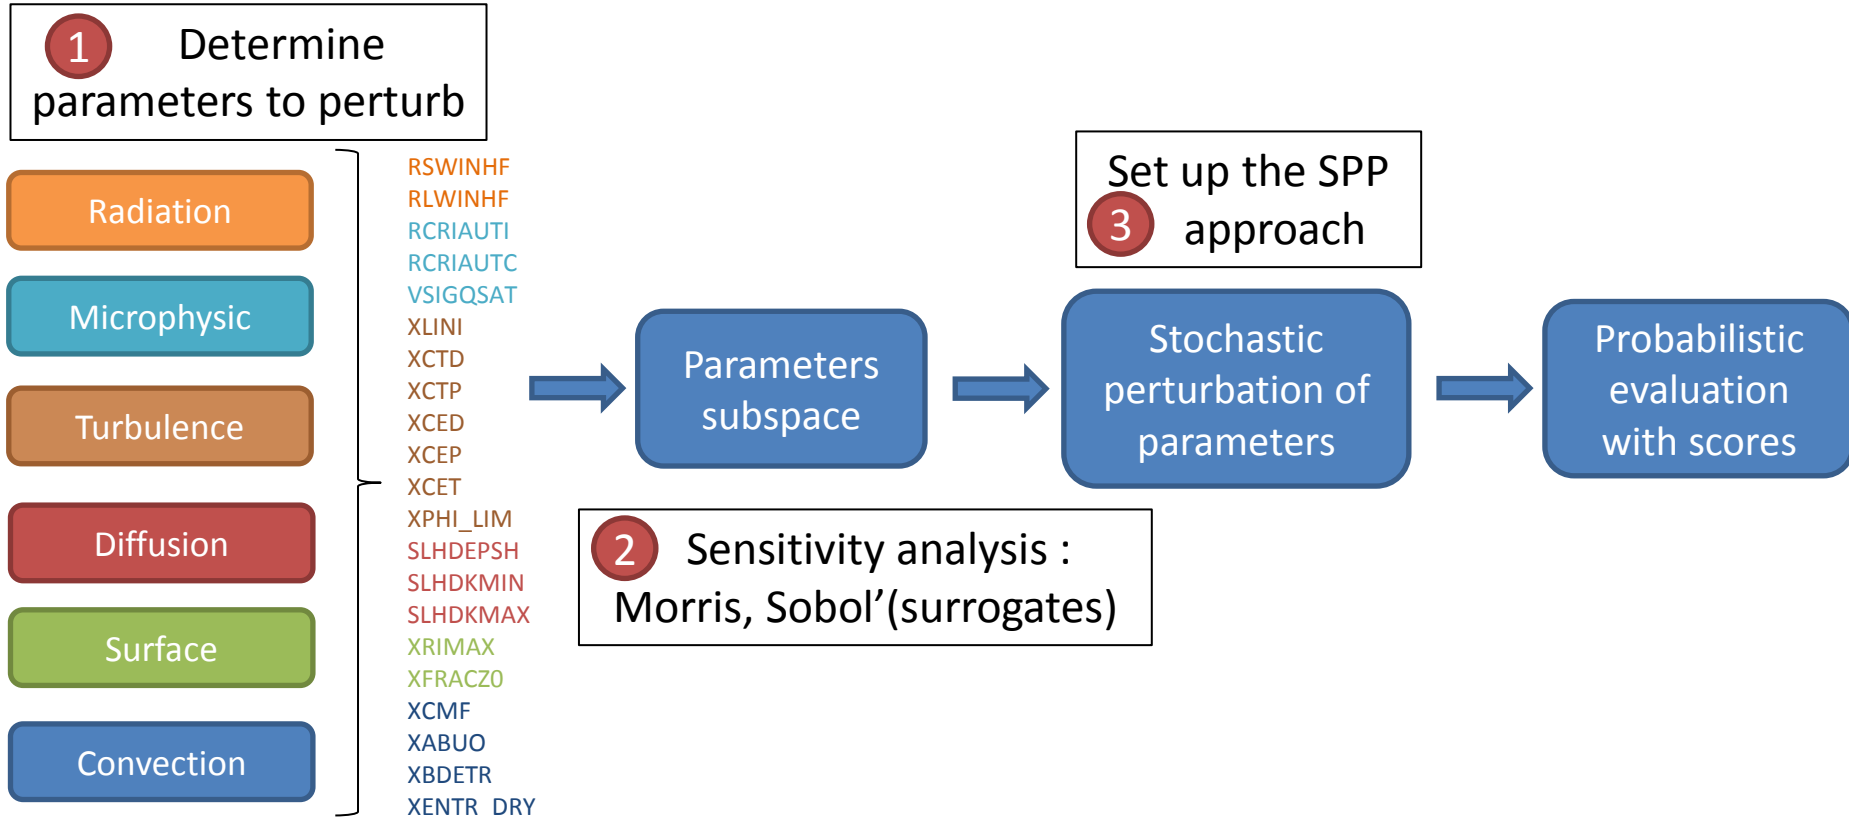 1 Determine
parameters to perturb
Radiation
Microphysic
Turbulence
Diffusion
Surface
Convection
RSWINHF
RLWINHF
RCRIAUTI
RCRIAUTC
VSIGQSAT
XLINI
XCTD
XCTP
XCED
XCEP
XCET
XPHI_LIM
SLHDEPSH
SLHDKMIN
SLHDKMAX
XRIMAX
XFRACZ0
XCMF
XABUO
XBDETR
XENTR_DRY
Parameters
subspace
2 Sensitivity analysis :
Morris, Sobol’(surrogates)
Set up the SPP
3 approach
Stochastic
perturbation of
parameters
Probabilistic
evaluation
with scores